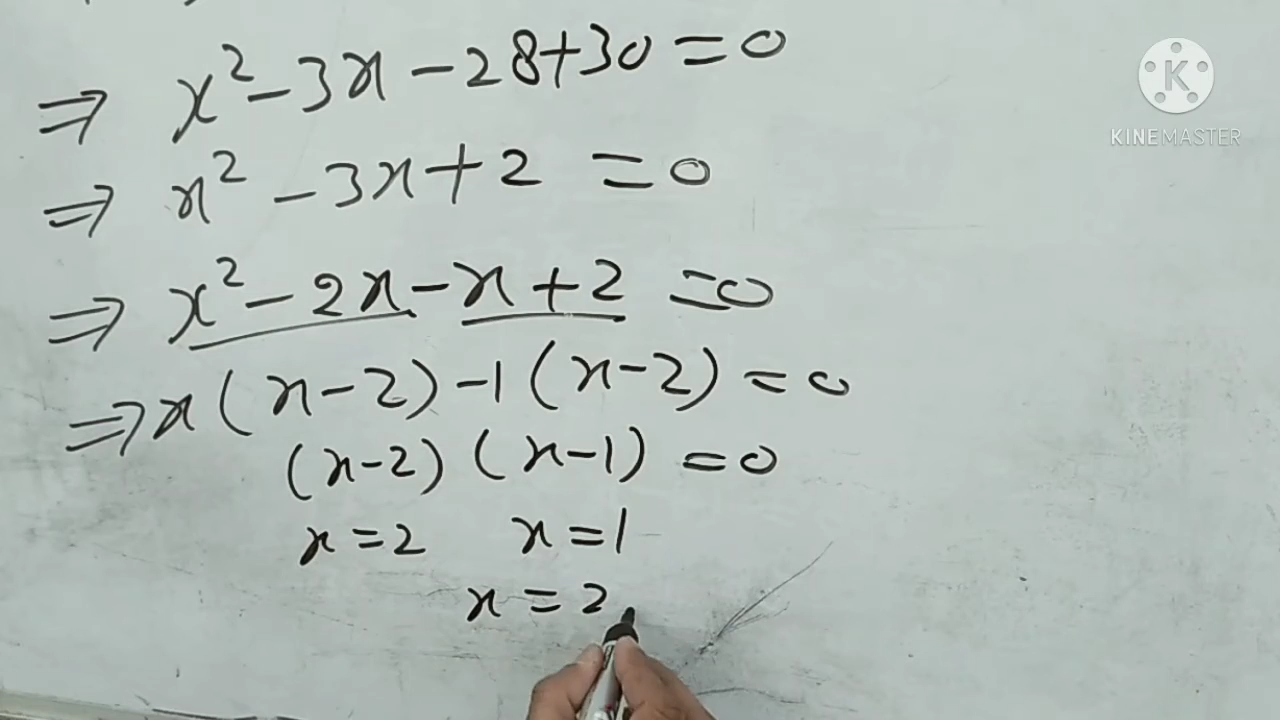 ⇒ x² - 3x - 28 + 30 = 0
⇒ x² - 3x + 2 = 0
⇒ x² - 2x - x + 2 = 0
⇒ x(x-2) - 1(x-2) = 0
(x-2) (x-1) = 0
x = 2 x = 1
x = 2
K
KINEMASTER